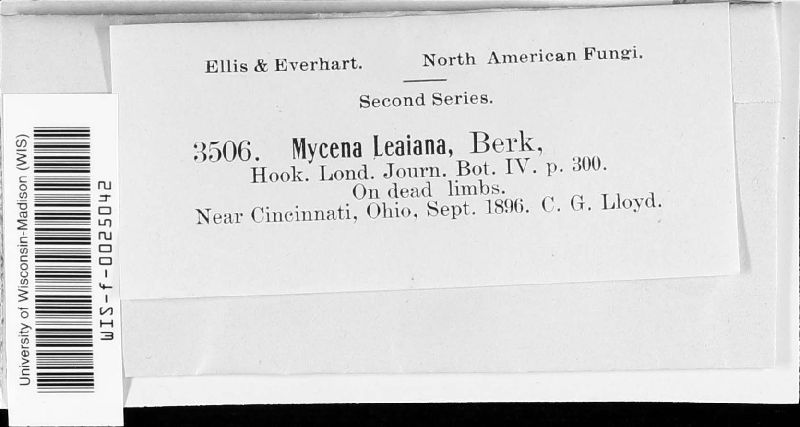 Ellis & Everhart. North American Fungi.
Second Series.
3506. Mycena Leaiana, Berk,
Hook. Lond. Journ. Bot. IV. p. 300.
On dead limbs.
Near Cincinnati, Ohio, Sept. 1896. C. G. Lloyd.
University of Wisconsin-Madison (WIS)
WIS-f-0025042